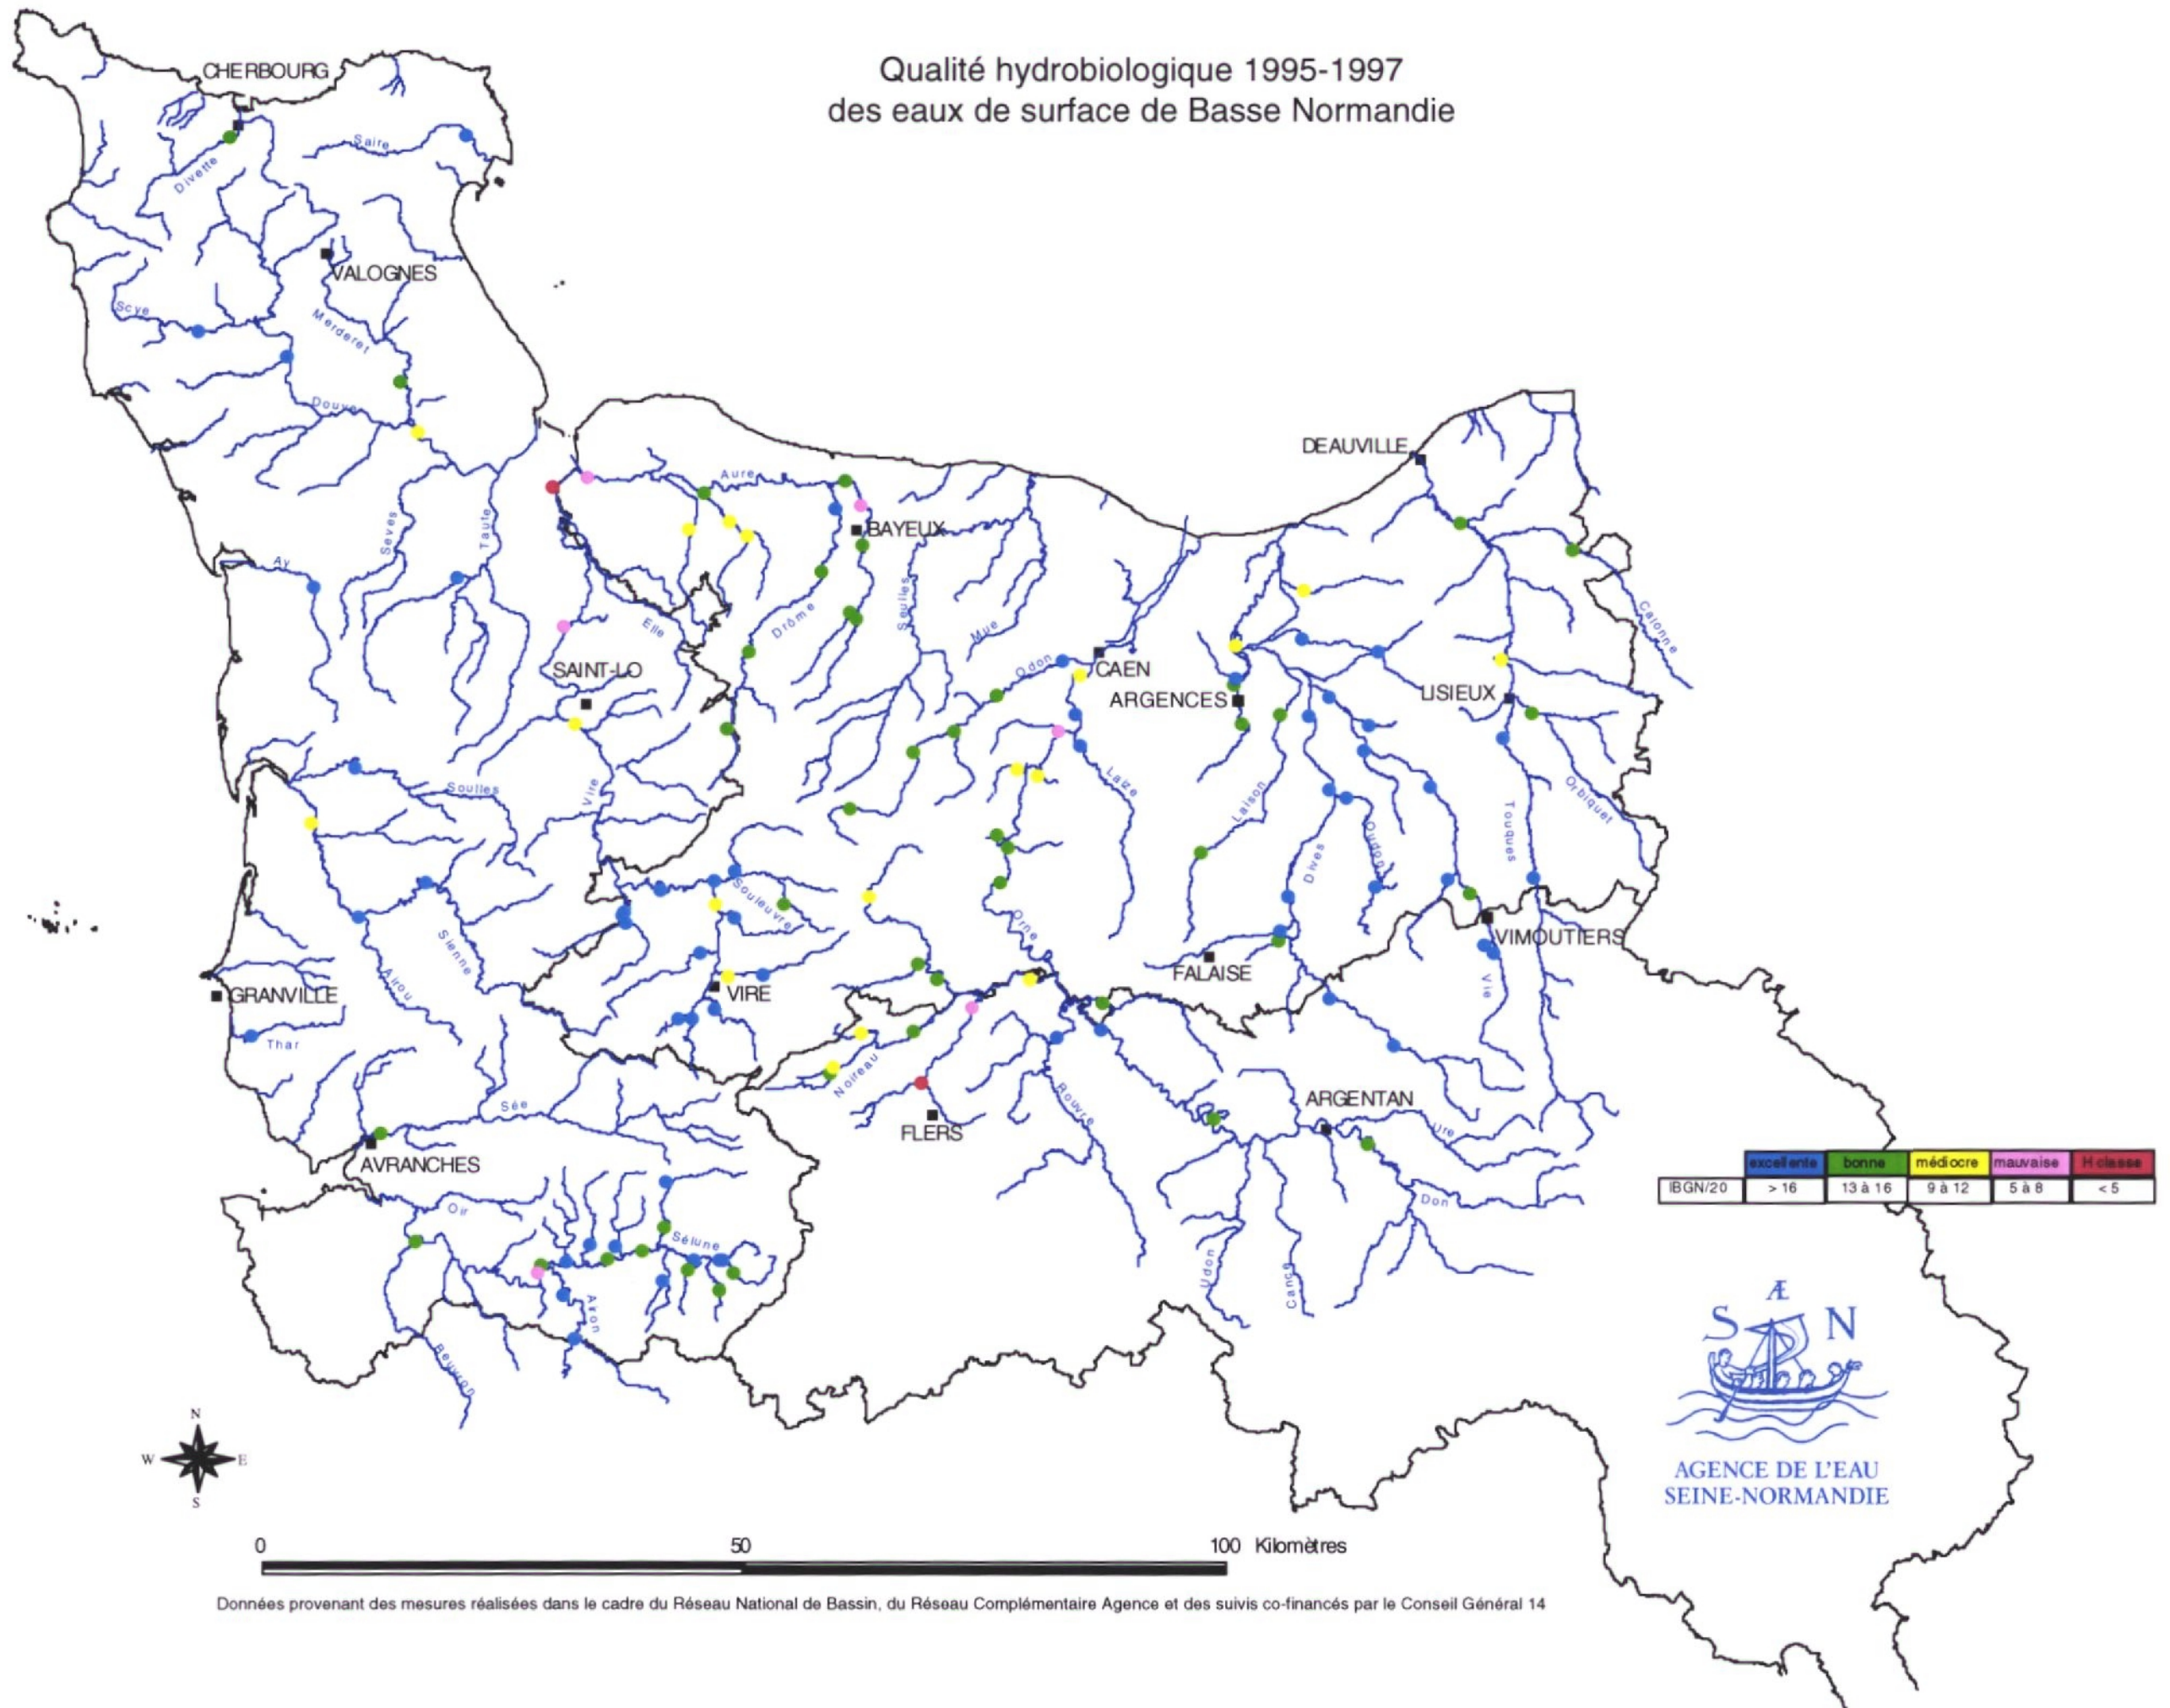 Qualité hydrobiologique 1995-1997
des eaux de surface de Basse Normandie
CHERBOURG
Saire
Divette
VALOGNES
Scye
Merderet
Douve
DEAUVILLE
Aure
BAYEUX
Seves
Taute
Ay
Calonne
Seulles
Drôme
Elle
Mue
Odon
CAEN
SAINT-LO
ARGENCES
LISIEUX
Laize
Soulles
Vire
Laison
Orbiquet
Touques
Oudon
Dives
Souleuvre
Orne
Sienne
VIMOUTIERS
FALAISE
Airou
GRANVILLE
VIRE
Vie
Thar
Noireau
Rouvre
ARGENTAN
Sée
FLERS
Ure
AVRANCHES
excellente bonne médiocre mauvaise H classe
IBGN/20 > 16 13 à 16 9 à 12 5 à 8 < 5
Don
Oir
Sélune
Udon
Cance
Airon
Beuvron
Æ
S N
AGENCE DE L'EAU
SEINE-NORMANDIE
N
W E
S
0 50 100 Kilomètres
Données provenant des mesures réalisées dans le cadre du Réseau National de Bassin, du Réseau Complémentaire Agence et des suivis co-financés par le Conseil Général 14